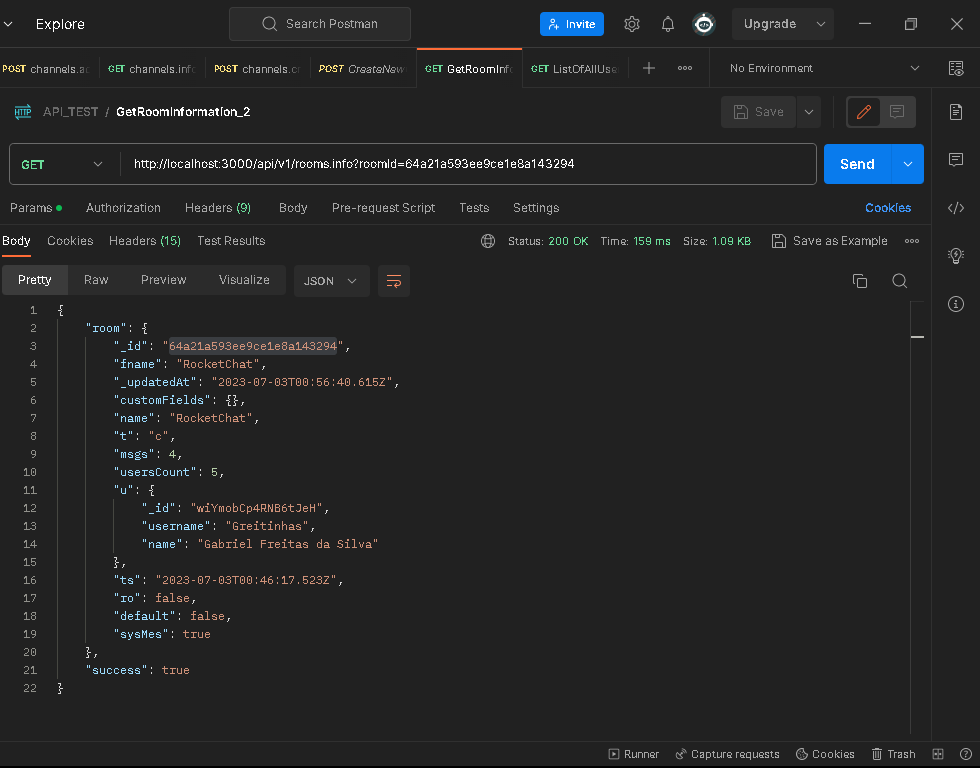 Explore Search Postman Invite Upgrade
POST channels.ac GET channels.info POST channels.cr POST CreateNew GET GetRoomInfo GET ListOfAllUse No Environment
HTTP API_TEST / GetRoomInformation_2 Save
GET http://localhost:3000/api/v1/rooms.info?roomId=64a21a593ee9ce1e8a143294 Send
Params Authorization Headers (9) Body Pre-request Script Tests Settings Cookies
Body Cookies Headers (15) Test Results Status: 200 OK Time: 159 ms Size: 1.09 KB Save as Example
Pretty Raw Preview Visualize JSON
1 {
2 "room": {
3 "_id": "64a21a593ee9ce1e8a143294",
4 "fname": "RocketChat",
5 "_updatedAt": "2023-07-03T00:56:40.615Z",
6 "customFields": {},
7 "name": "RocketChat",
8 "t": "c",
9 "msgs": 4,
10 "usersCount": 5,
11 "u": {
12 "_id": "wiYmobCp4RNB6tJeH",
13 "username": "Greitinhas",
14 "name": "Gabriel Freitas da Silva"
15 },
16 "ts": "2023-07-03T00:46:17.523Z",
17 "ro": false,
18 "default": false,
19 "sysMes": true
20 },
21 "success": true
22 }
Runner Capture requests Cookies Trash